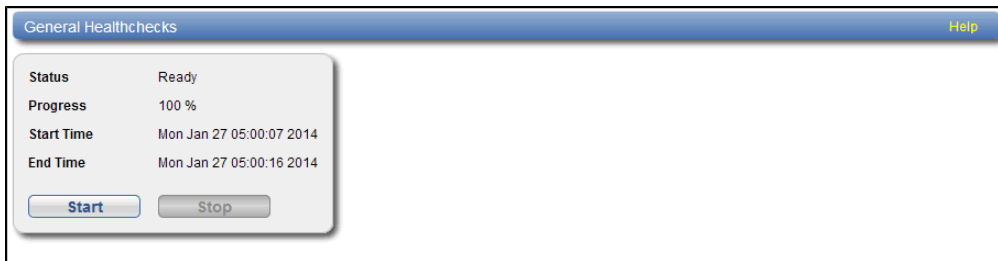 General Healthchecks Help
Status Ready
Progress 100 %
Start Time Mon Jan 27 05:00:07 2014
End Time Mon Jan 27 05:00:16 2014
Start Stop